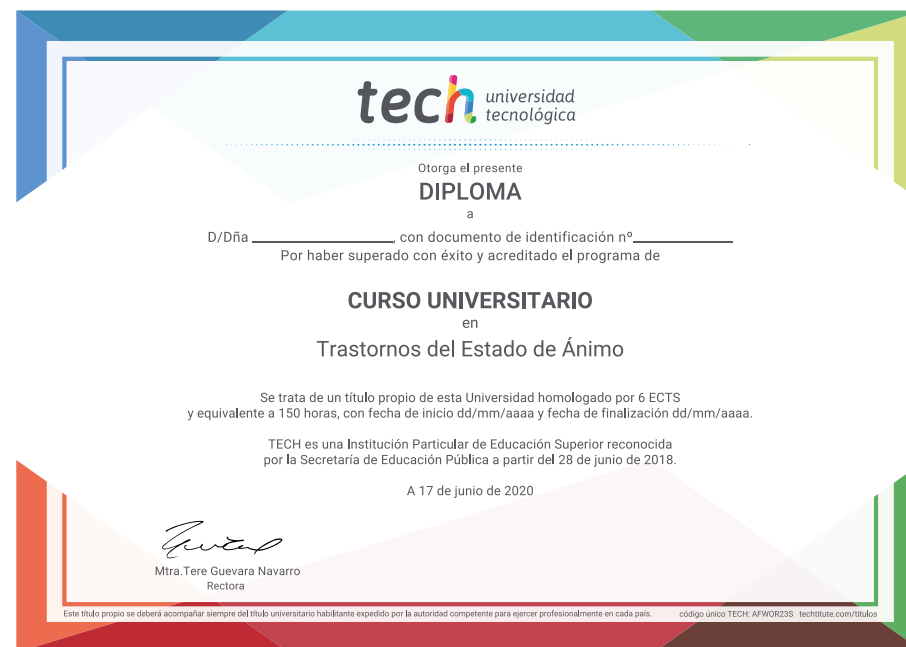 tech universidad
tecnológica
Otorga el presente
DIPLOMA
a
D/Dña ____________________, con documento de identificación nº______________
Por haber superado con éxito y acreditado el programa de
CURSO UNIVERSITARIO
en
Trastornos del Estado de Ánimo
Se trata de un título propio de esta Universidad homologado por 6 ECTS
y equivalente a 150 horas, con fecha de inicio dd/mm/aaaa y fecha de finalización dd/mm/aaaa.
TECH es una Institución Particular de Educación Superior reconocida
por la Secretaría de Educación Pública a partir del 28 de junio de 2018.
A 17 de junio de 2020
Mtra.Tere Guevara Navarro
Rectora
Este título propio se deberá acompañar siempre del título universitario habilitante expedido por la autoridad competente para ejercer profesionalmente en cada país. código único TECH: AFWOR23S techtitute.com/títulos